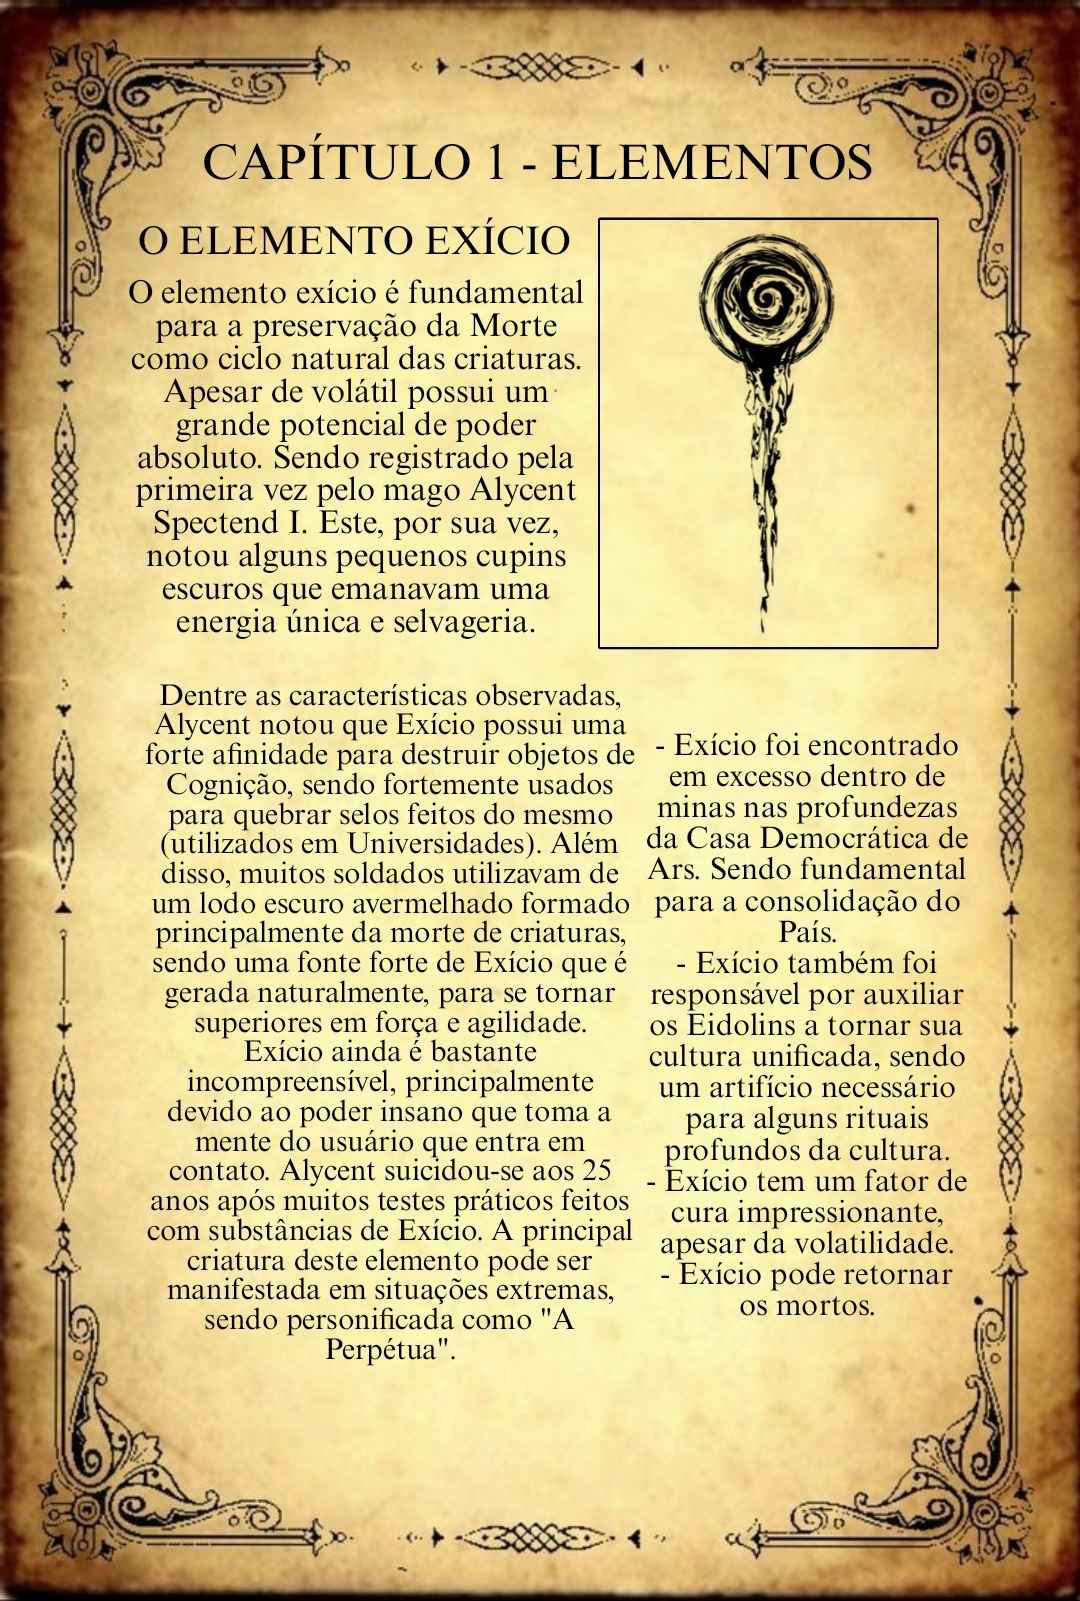 CAPÍTULO 1 - ELEMENTOS
O ELEMENTO EXÍCIO
O elemento exício é fundamental
para a preservação da Morte
como ciclo natural das criaturas.
Apesar de volátil possui um
grande potencial de poder
absoluto. Sendo registrado pela
primeira vez pelo mago Alycent
Spectend I. Este, por sua vez,
notou alguns pequenos cupins
escuros que emanavam uma
energia única e selvageria.
Dentre as características observadas,
Alycent notou que Exício possui uma
forte afinidade para destruir objetos de
Cognição, sendo fortemente usados
para quebrar selos feitos do mesmo
(utilizados em Universidades). Além
disso, muitos soldados utilizavam de
um lodo escuro avermelhado formado
principalmente da morte de criaturas,
sendo uma fonte forte de Exício que é
gerada naturalmente, para se tornar
superiores em força e agilidade.
Exício ainda é bastante
incompreensível, principalmente
devido ao poder insano que toma a
mente do usuário que entra em
contato. Alycent suicidou-se aos 25
anos após muitos testes práticos feitos
com substâncias de Exício. A principal
criatura deste elemento pode ser
manifestada em situações extremas,
sendo personificada como "A
Perpétua".
- Exício foi encontrado
em excesso dentro de
minas nas profundezas
da Casa Democrática de
Ars. Sendo fundamental
para a consolidação do
País.
- Exício também foi
responsável por auxiliar
os Eidolins a tornar sua
cultura unificada, sendo
um artifício necessário
para alguns rituais
profundos da cultura.
- Exício tem um fator de
cura impressionante,
apesar da volatilidade.
- Exício pode retornar
os mortos.